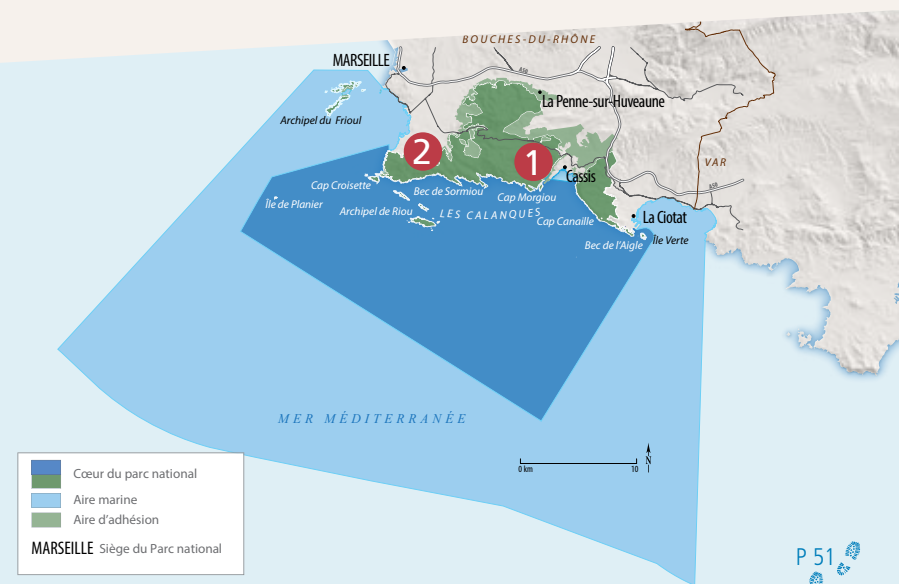 BOUCHES-DU-RHÔNE
MARSEILLE
A50
A50
La Penne-sur-Huveaune
Archipel du Frioul
2
1
VAR
Cassis
A50
Cap Croisette
Bec de Sormiou
Cap Morgiou
Île de Planier
Archipel de Riou
LES CALANQUES
Cap Canaille
La Ciotat
Bec de l'Aigle
Île Verte
MER MÉDITERRANÉE
N
0 km 10
Cœur du parc national
Aire marine
Aire d'adhésion
MARSEILLE Siège du Parc national
P 51